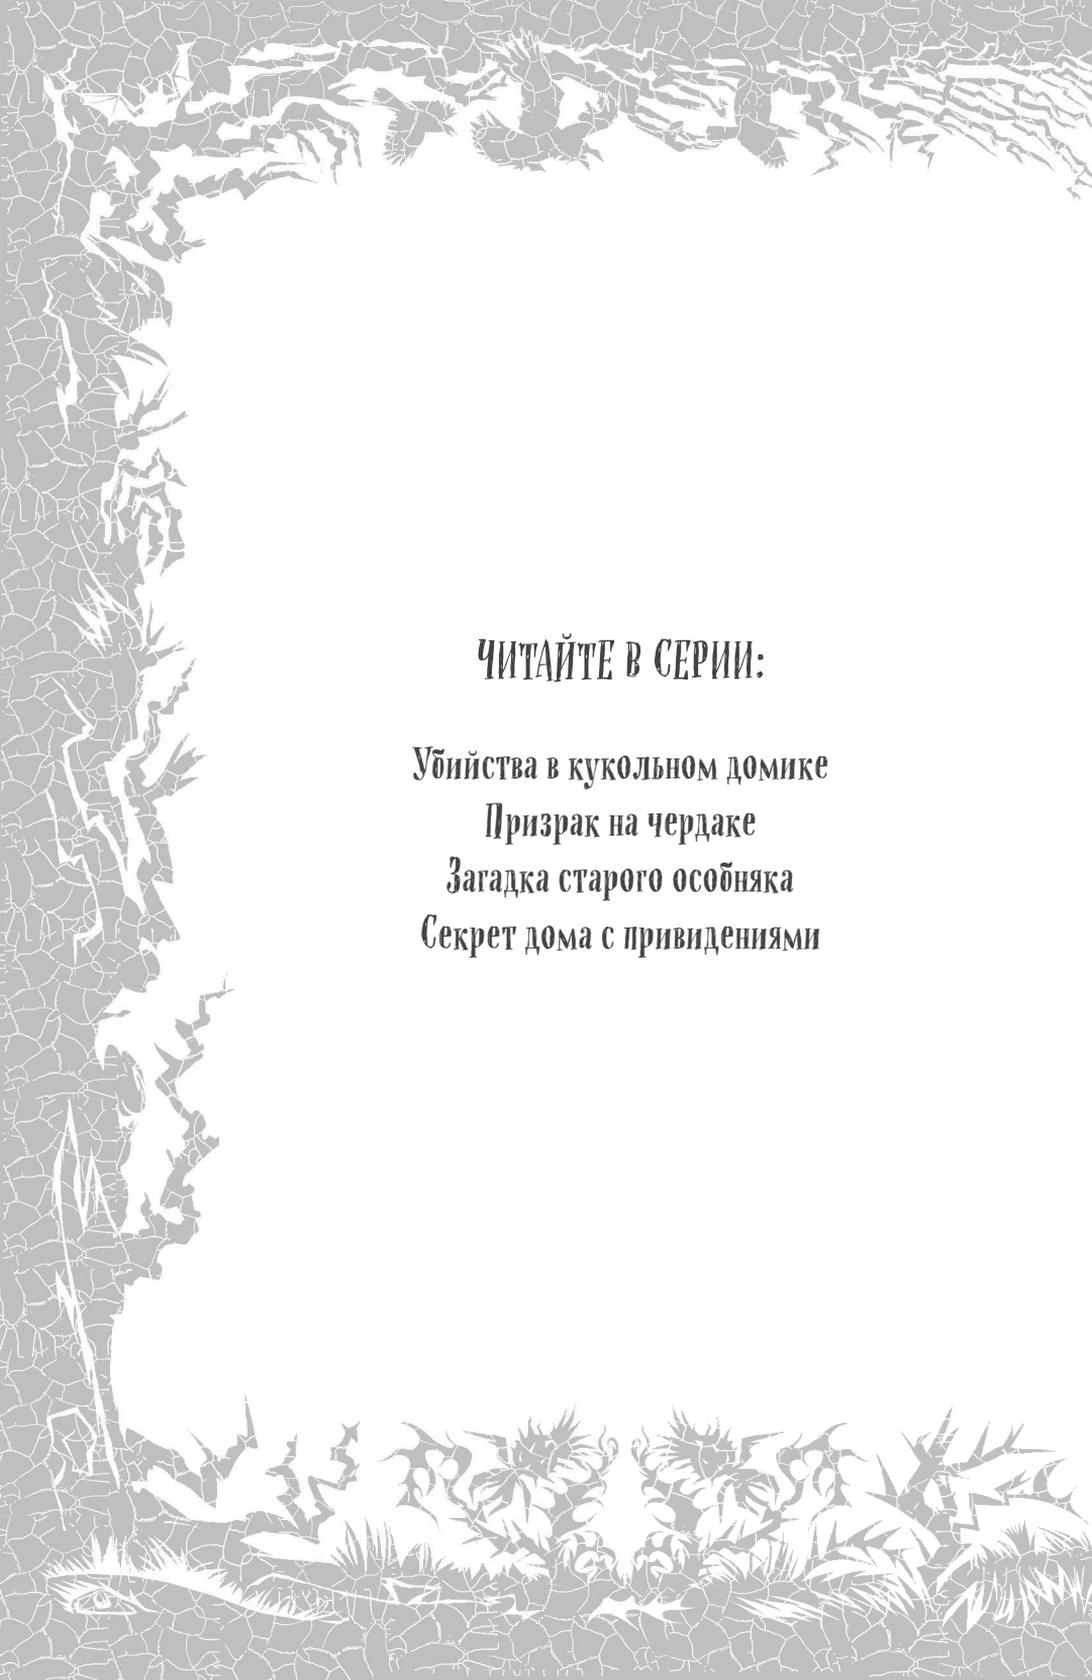 ЧИТАЙТЕ В СЕРИИ:
Убийства в кукольном домике
Призрак на чердаке
Загадка старого особняка
Секрет дома с привидениями